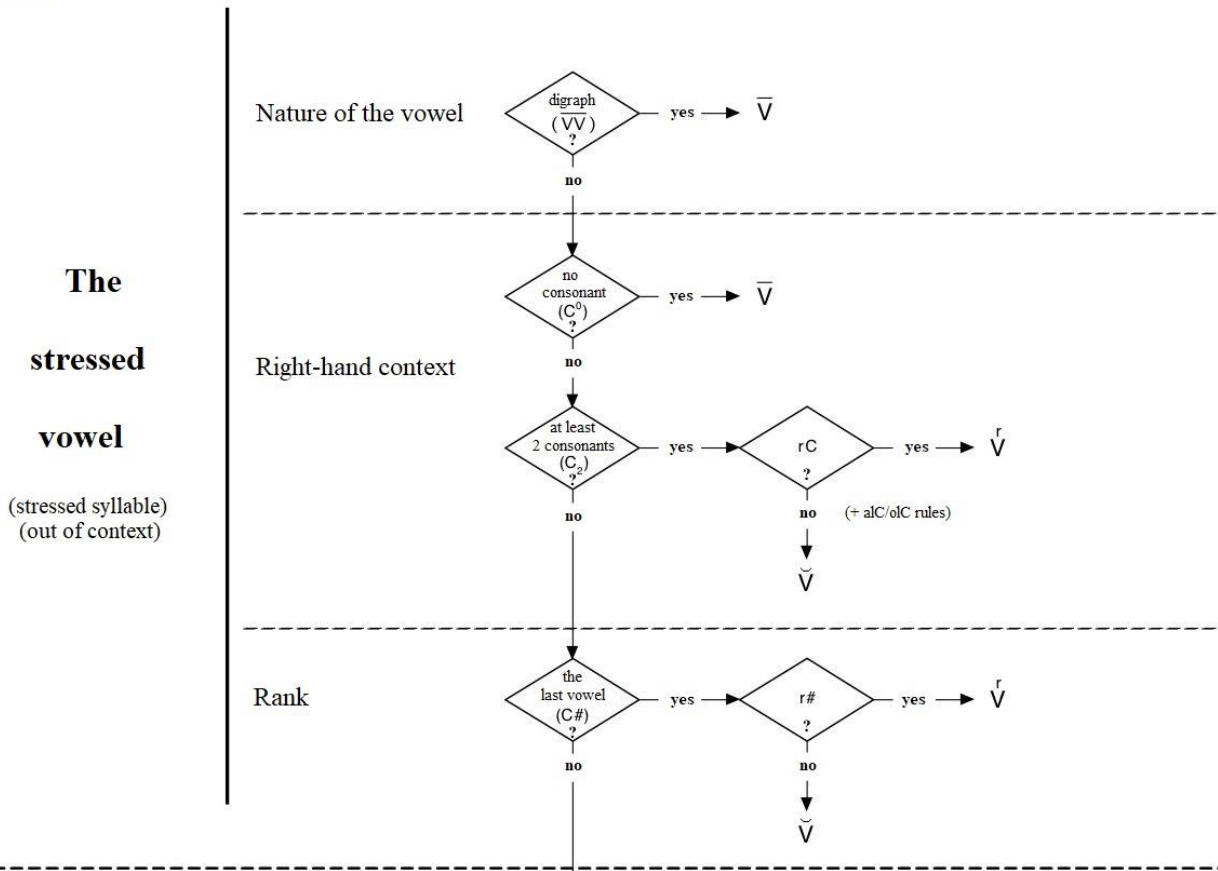 The
stressed
vowel
(stressed syllable)
(out of context)
Nature of the vowel
digraph
(V̅V̅)
?
yes
V̅
no
Right-hand context
no
consonant
(C⁰)
?
yes
V̅
no
at least
2 consonants
(C₂)
?
yes
rC
?
yes
r
V
no
no
(+ alC/olC rules)
V̆
Rank
the
last vowel
(C#)
?
yes
r#
?
yes
r
V
no
no
V̆